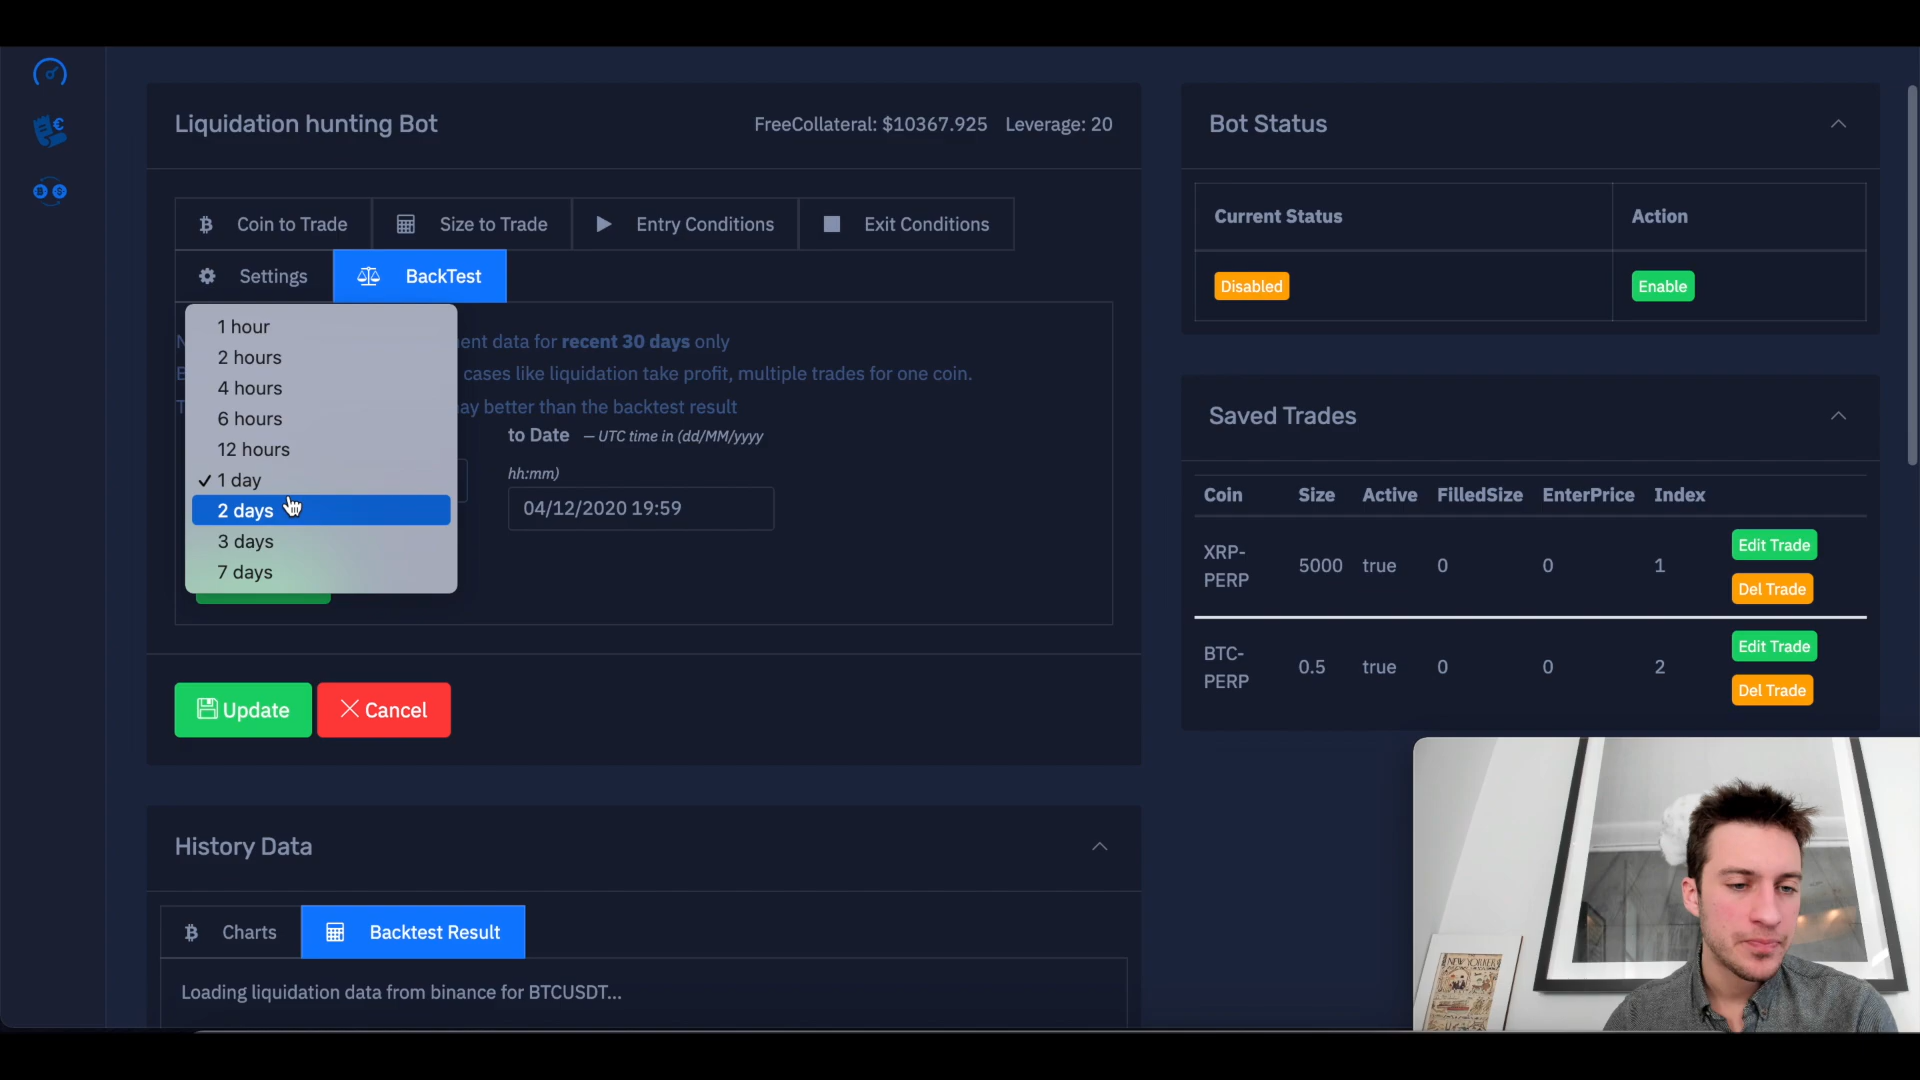 Liquidation hunting Bot
FreeCollateral: $10367.925 Leverage: 20
Coin to Trade
Size to Trade
Entry Conditions
Exit Conditions
Settings
BackTest
1 hour
2 hours
4 hours
6 hours
12 hours
✓ 1 day
2 days
3 days
7 days
data for recent 30 days only
cases like liquidation take profit, multiple trades for one coin.
better than the backtest result
to Date – UTC time in (dd/MM/yyyy
hh:mm)
04/12/2020 19:59
Update
Cancel
History Data
Charts
Backtest Result
Loading liquidation data from binance for BTCUSDT...
Bot Status
Current Status Action
Disabled Enable
Saved Trades
Coin Size Active FilledSize EnterPrice Index
XRP-
PERP 5000 true 0 0 1
Edit Trade
Del Trade
BTC-
PERP 0.5 true 0 0 2
Edit Trade
Del Trade
NEW YORKER